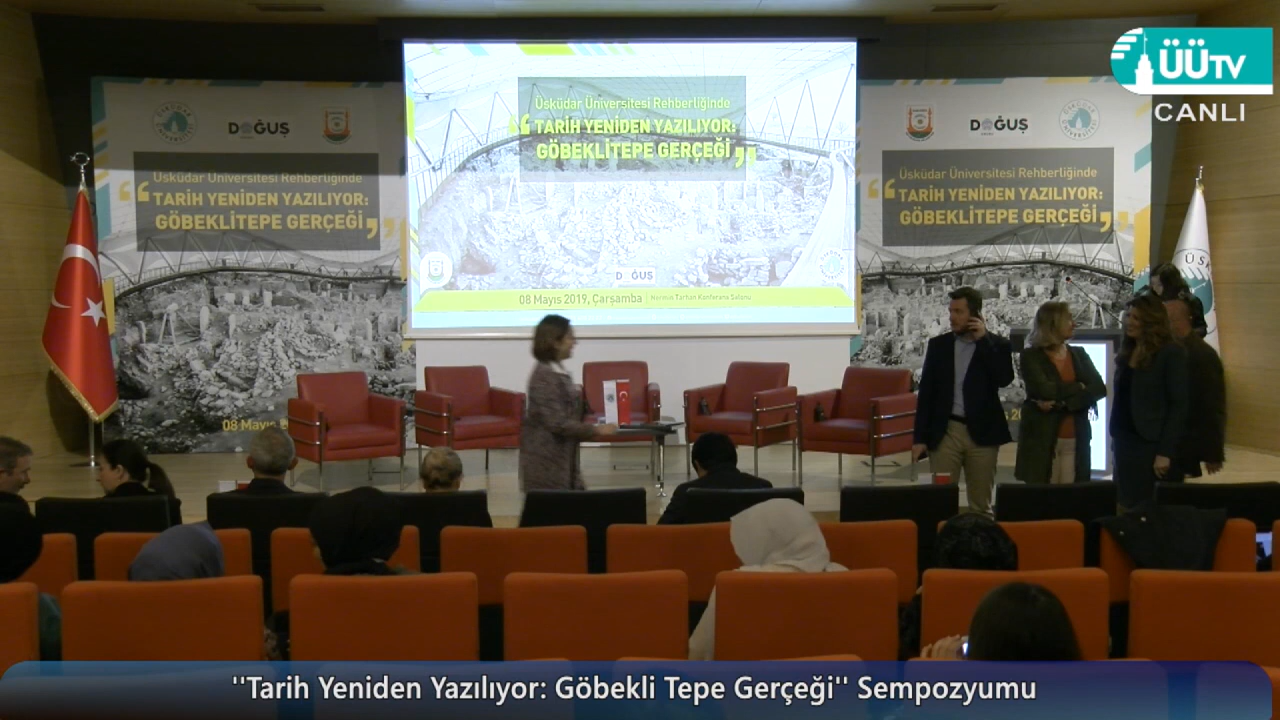 ÜÜTV
CANLI
DOĞUŞ
Üsküdar Üniversitesi Rehberliğinde
“TARİH YENİDEN YAZILIYOR:
GÖBEKLİTEPE GERÇEĞİ”
08 Mayıs
Üsküdar Üniversitesi Rehberliğinde
“TARİH YENİDEN YAZILIYOR:
GÖBEKLİTEPE GERÇEĞİ”
DOĞUŞ
08 Mayıs 2019, Çarşamba
DOĞUŞ
Üsküdar Üniversitesi Rehberliğinde
“TARİH YENİDEN YAZILIYOR:
GÖBEKLİTEPE GERÇEĞİ”
ÜSK
''Tarih Yeniden Yazılıyor: Göbekli Tepe Gerçeği'' Sempozyumu